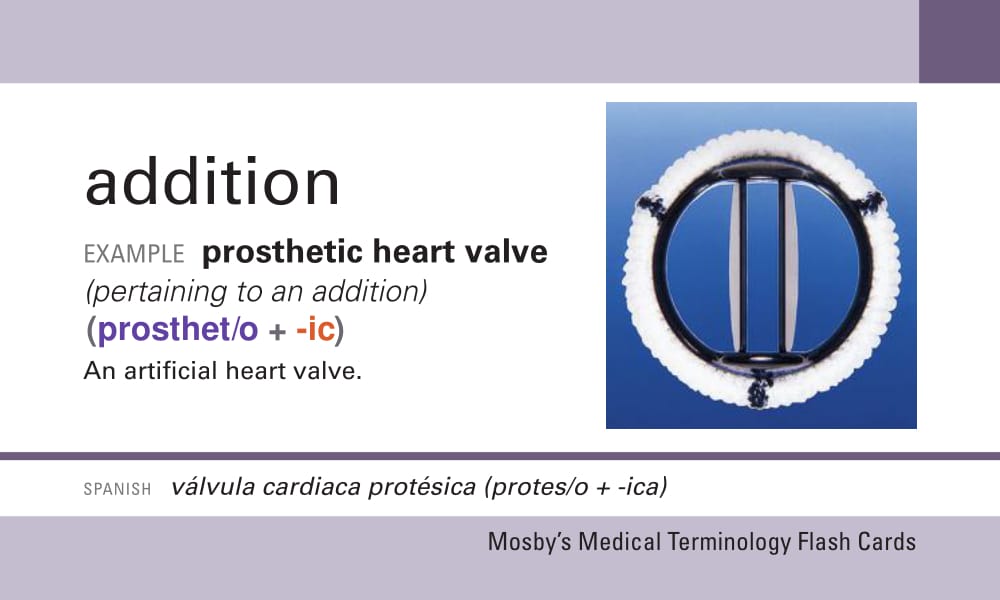 addition
EXAMPLE prosthetic heart valve
(pertaining to an addition)
(prosthet/o + -ic)
An artificial heart valve.
SPANISH válvula cardiaca protésica (protes/o + -ica)
Mosby's Medical Terminology Flash Cards